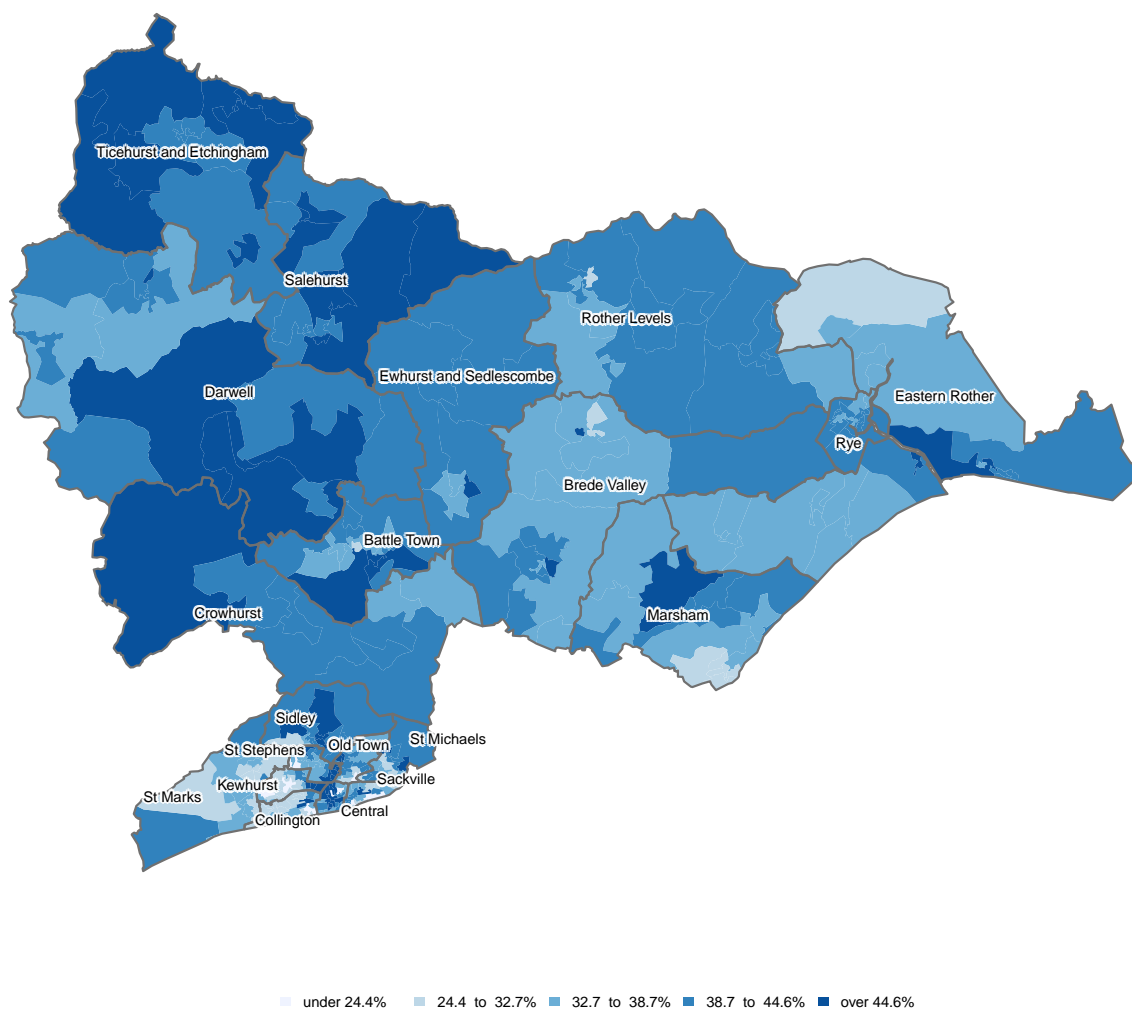 Ticehurst and Etchingham
Salehurst
Rother Levels
Ewhurst and Sedlescombe
Darwell
Eastern Rother
Rye
Brede Valley
Battle Town
Crowhurst
Marsham
Sidley
St Michaels
Old Town
St Stephens
Sackville
Kewhurst
St Marks
Central
Collington
under 24.4% 24.4 to 32.7% 32.7 to 38.7% 38.7 to 44.6% over 44.6%